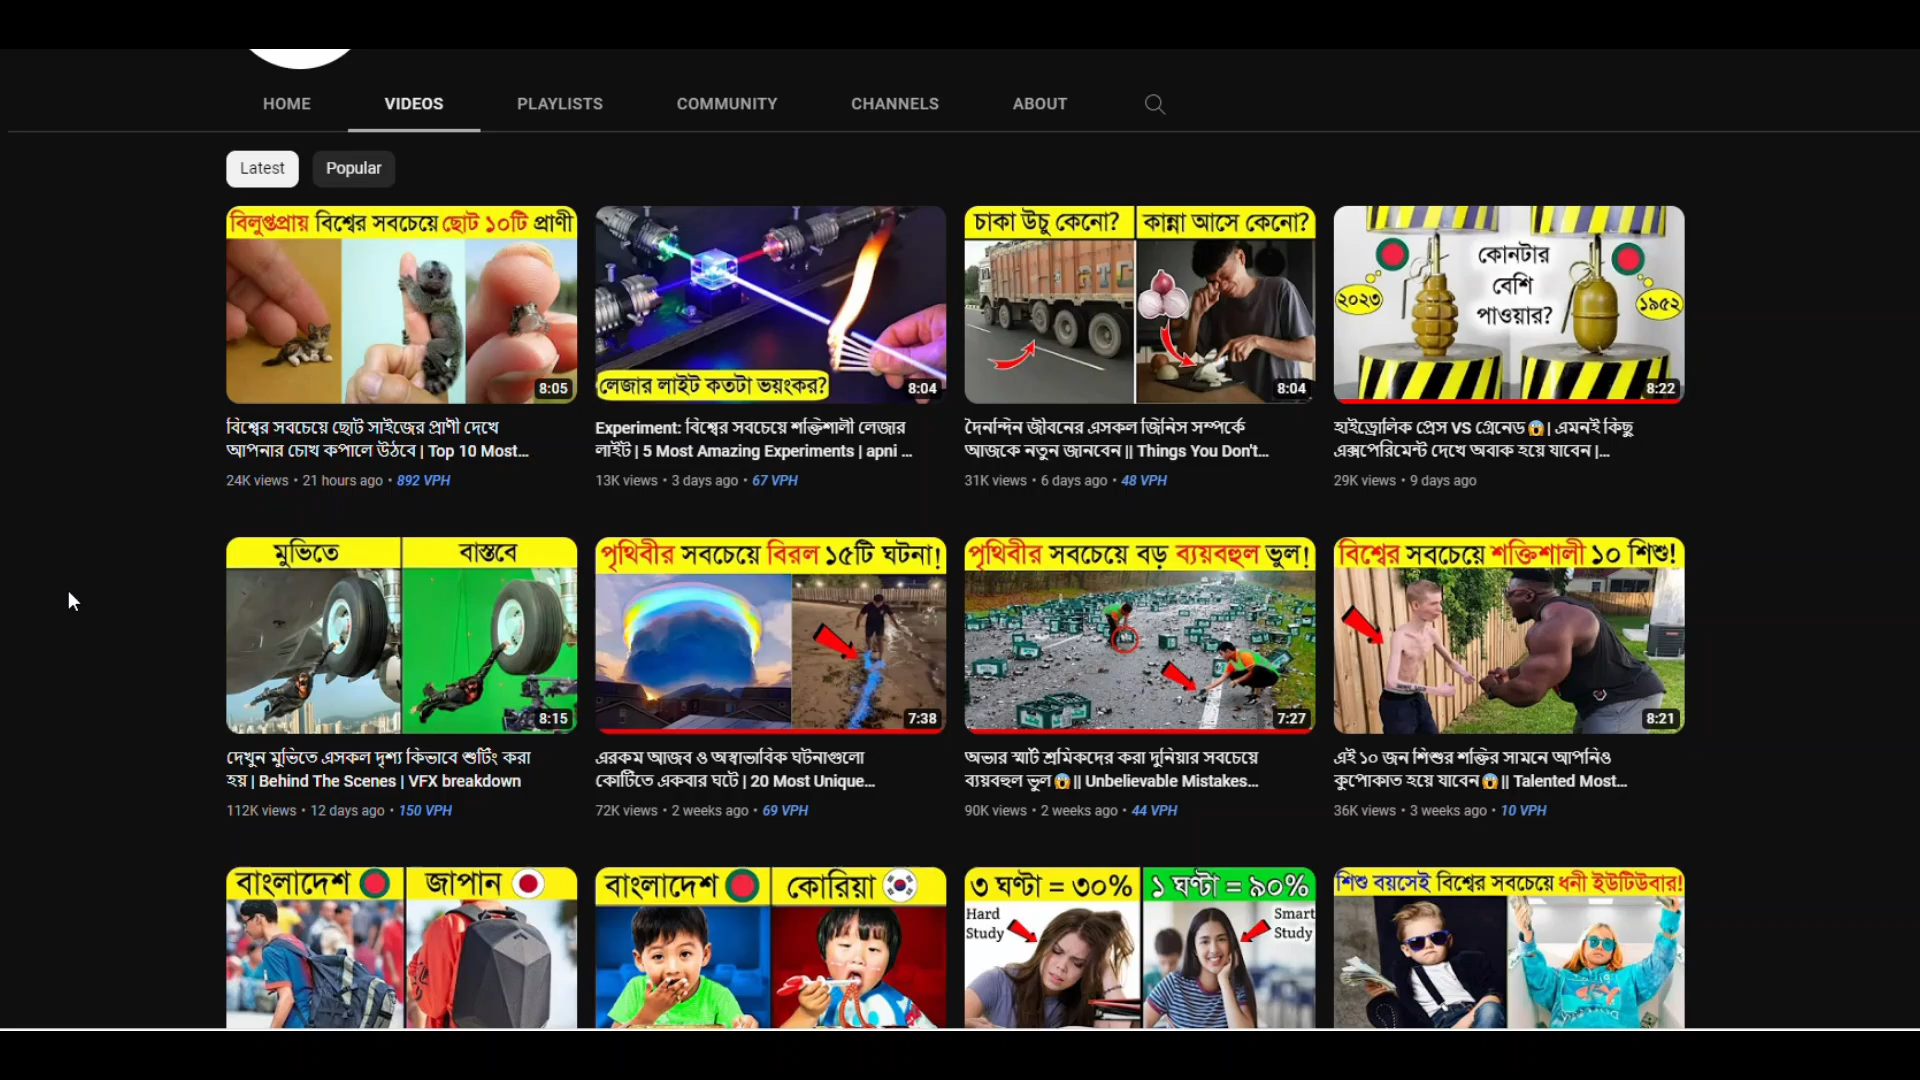 HOME VIDEOS PLAYLISTS COMMUNITY CHANNELS ABOUT
Latest Popular
বিলুপ্তপ্রায় বিশ্বের সবচেয়ে ছোট ১০টি প্রাণী
8:05
বিশ্বের সবচেয়ে ছোট সাইজের প্রাণী দেখে
আপনার চোখ কপালে উঠবে | Top 10 Most...
24K views • 21 hours ago • 892 VPH
লেজার লাইট কতটা ভয়ংকর?
8:04
Experiment: বিশ্বের সবচেয়ে শক্তিশালী লেজার
লাইট | 5 Most Amazing Experiments | apni ...
13K views • 3 days ago • 67 VPH
চাকা উচু কেনো? কান্না আসে কেনো?
8:04
দৈনন্দিন জীবনের এসকল জিনিস সম্পর্কে
আজকে নতুন জানবেন || Things You Don't...
31K views • 6 days ago • 48 VPH
কোনটার
বেশি
পাওয়ার?
২০২৩
১৯৫২
8:22
হাইড্রোলিক প্রেস VS গ্রেনেড😱| এমনই কিছু
এক্সপেরিমেন্ট দেখে অবাক হয়ে যাবেন |...
29K views • 9 days ago
মুভিতে বাস্তবে
8:15
দেখুন মুভিতে এসকল দৃশ্য কিভাবে শুটিং করা
হয় | Behind The Scenes | VFX breakdown
112K views • 12 days ago • 150 VPH
পৃথিবীর সবচেয়ে বিরল ১৫টি ঘটনা!
7:38
এরকম আজব ও অস্বাভাবিক ঘটনাগুলো
কোটিতে একবার ঘটে | 20 Most Unique...
72K views • 2 weeks ago • 69 VPH
পৃথিবীর সবচেয়ে বড় ব্যয়বহুল ভুল!
7:27
অভার স্মার্ট শ্রমিকদের করা দুনিয়ার সবচেয়ে
ব্যয়বহুল ভুল😱|| Unbelievable Mistakes...
90K views • 2 weeks ago • 44 VPH
বিশ্বের সবচেয়ে শক্তিশালী ১০ শিশু!
8:21
এই ১০ জন শিশুর শক্তির সামনে আপনিও
কুপোকাত হয়ে যাবেন😱|| Talented Most...
36K views • 3 weeks ago • 10 VPH
বাংলাদেশ জাপান
বাংলাদেশ কোরিয়া
৩ ঘণ্টা = ৩০% ১ ঘণ্টা = ৯০%
Hard
Study
Smart
Study
শিশু বয়সেই বিশ্বের সবচেয়ে ধনী ইউটিউবার!